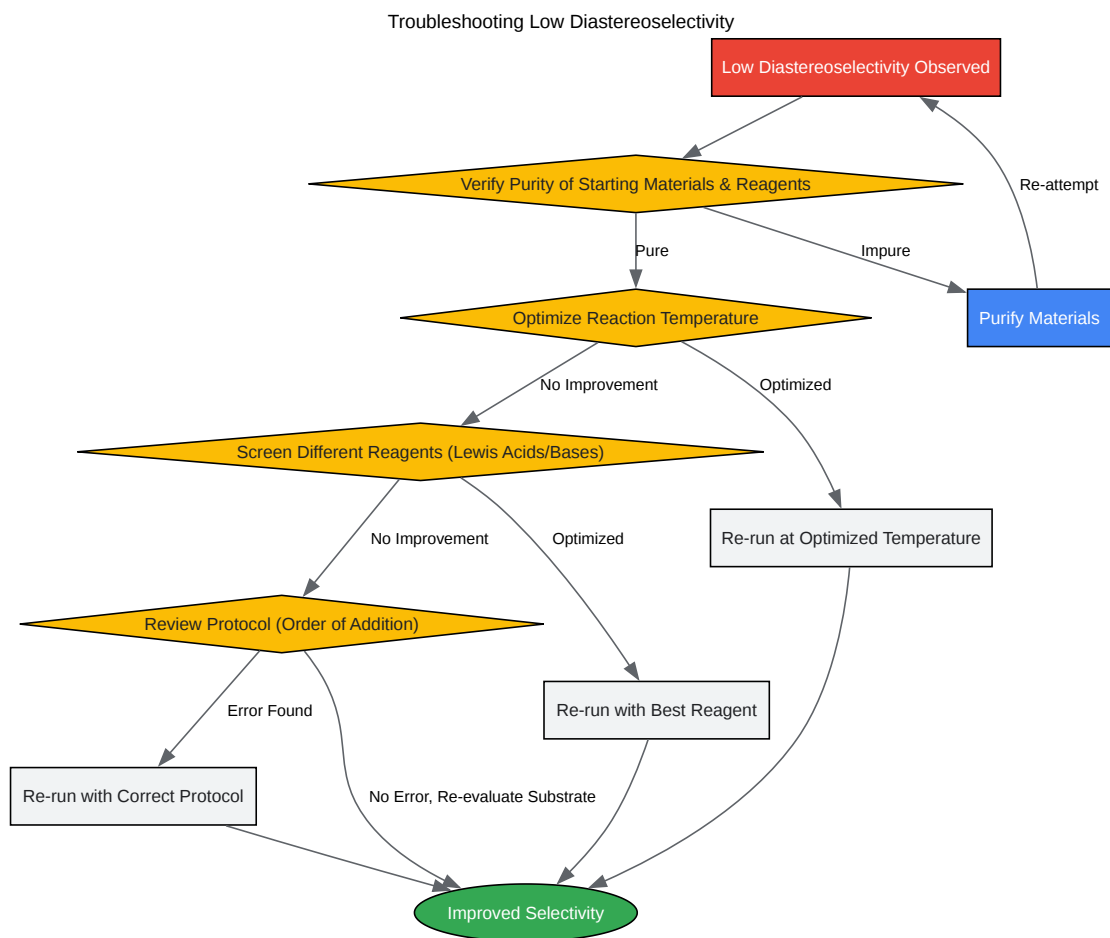 Troubleshooting Low Diastereoselectivity
Low Diastereoselectivity Observed
Verify Purity of Starting Materials & Reagents
Re-attempt
Pure
Impure
Optimize Reaction Temperature
Purify Materials
No Improvement
Optimized
Screen Different Reagents (Lewis Acids/Bases)
No Improvement
Optimized
Re-run at Optimized Temperature
Review Protocol (Order of Addition)
Error Found
Re-run with Best Reagent
Re-run with Correct Protocol
No Error, Re-evaluate Substrate
Improved Selectivity